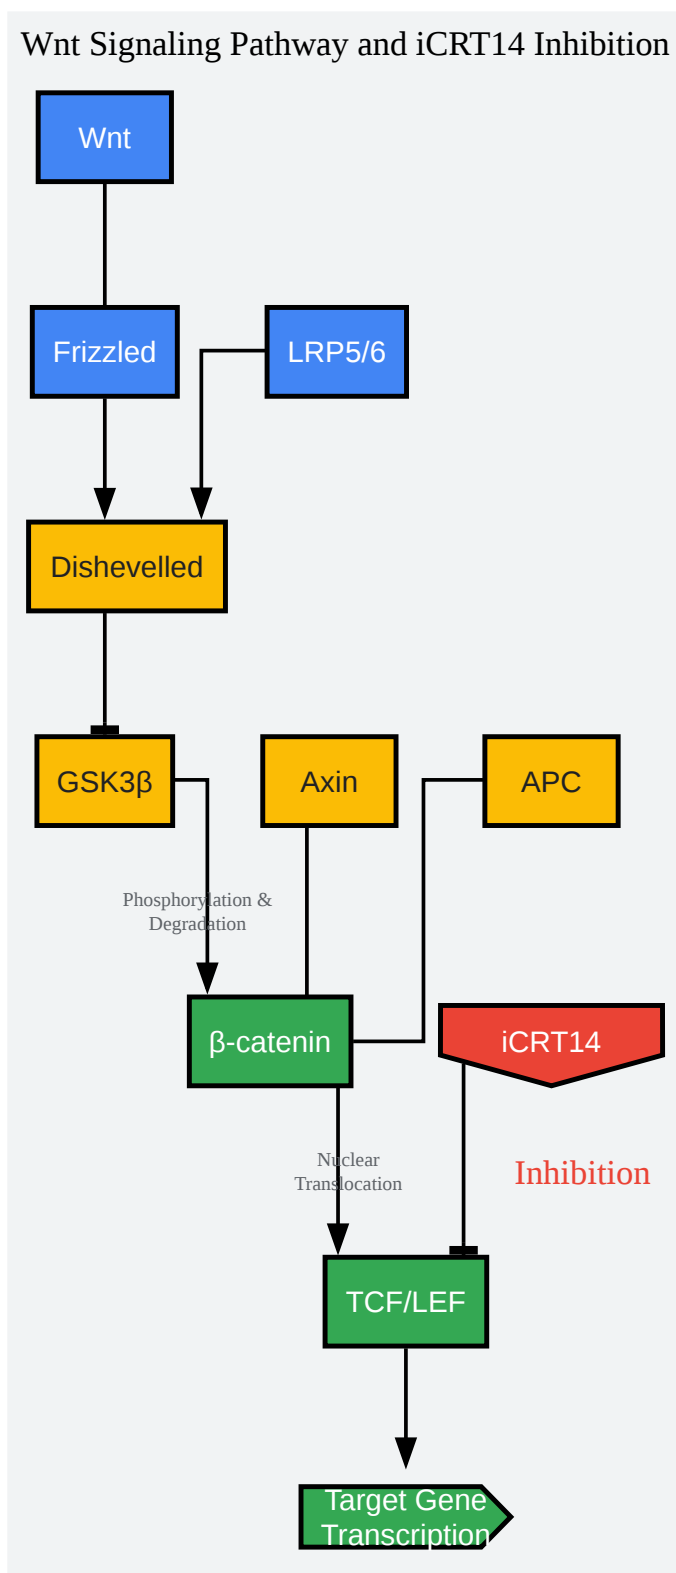 Wnt Signaling Pathway and iCRT14 Inhibition
Wnt
Frizzled
LRP5/6
Dishevelled
GSK3β
Axin
APC
Phosphorylation &
Degradation
β-catenin
iCRT14
Nuclear
Translocation
Inhibition
TCF/LEF
Target Gene
Transcription